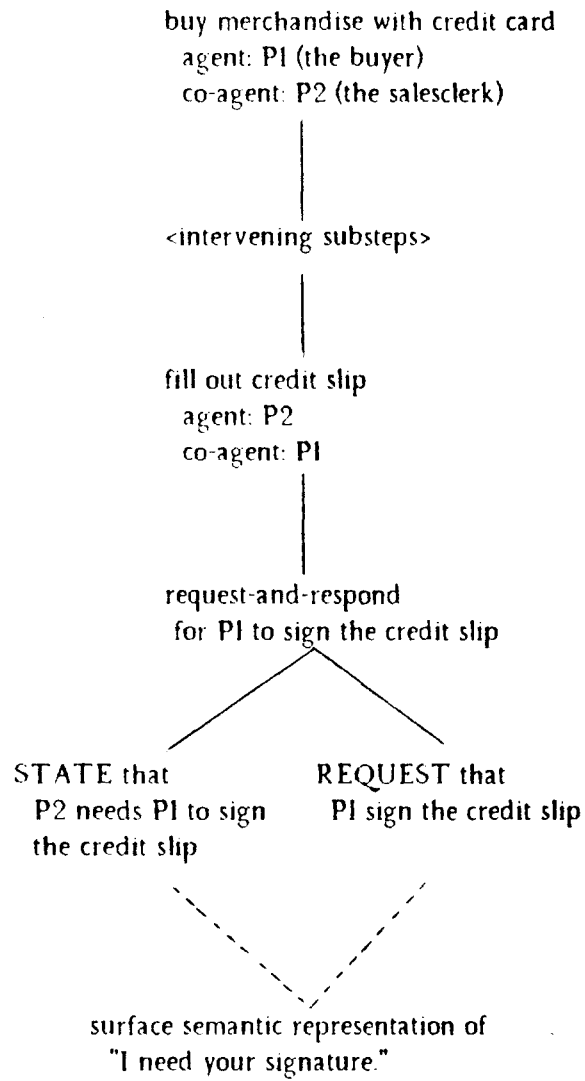 buy merchandise with credit card
agent: P1 (the buyer)
co-agent: P2 (the salesclerk)
<intervening substeps>
fill out credit slip
agent: P2
co-agent: P1
request-and-respond
for P1 to sign the credit slip
STATE that
P2 needs P1 to sign
the credit slip
REQUEST that
P1 sign the credit slip
surface semantic representation of
"I need your signature."